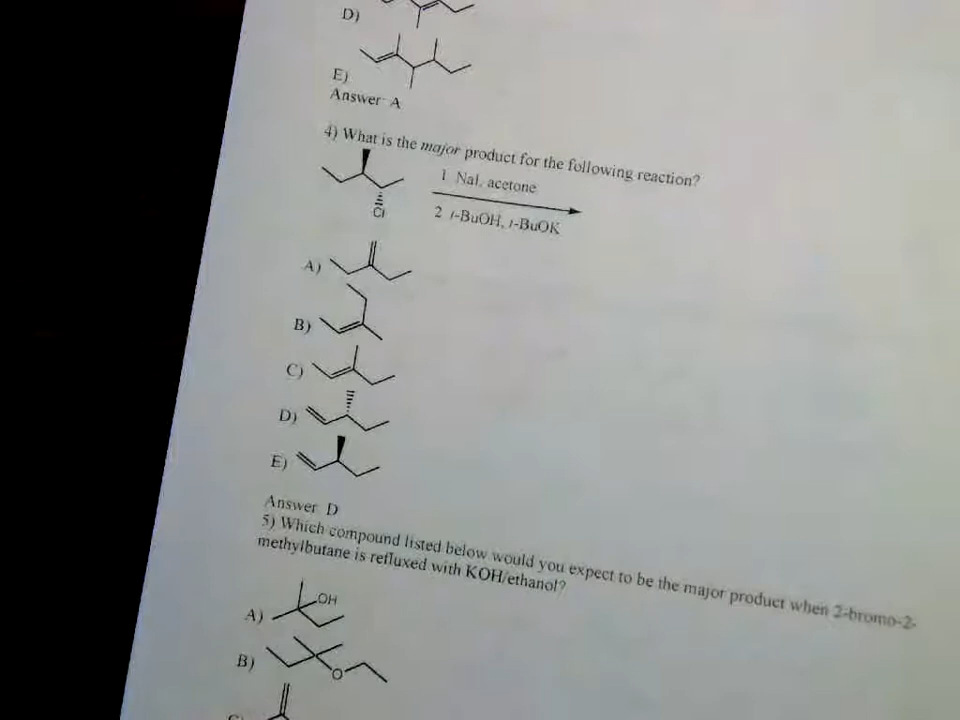 D)
E)
Answer A
4) What is the major product for the following reaction?
1 NaI, acetone
Cl
2 t-BuOH, t-BuOK
A)
B)
C)
D)
E)
Answer D
5) Which compound listed below would you expect to be the major product when 2-bromo-2-
methylbutane is refluxed with KOH/ethanol?
OH
A)
B)
O